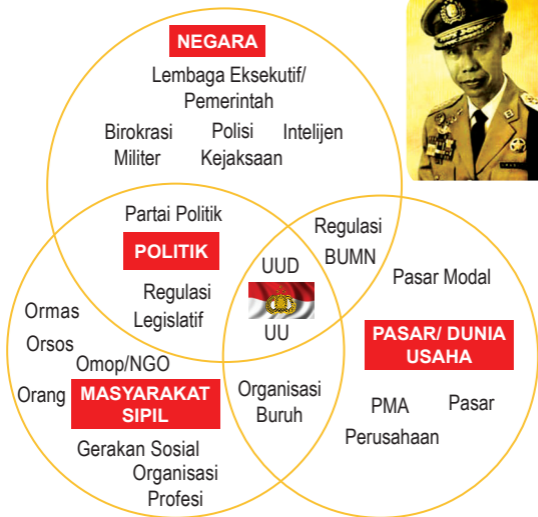 NEGARA
Lembaga Eksekutif/
Pemerintah
Birokrasi
Polisi
Intelijen
Militer
Kejaksaan
Partai Politik
POLITIK
Regulasi
Legislatif
Regulasi
BUMN
UUD
UU
Pasar Modal
PASAR/ DUNIA
USAHA
PMA
Pasar
Perusahaan
Ormas
Orsos
Omop/NGO
Orang
MASYARAKAT
SIPIL
Gerakan Sosial
Organisasi
Profesi
Organisasi
Buruh